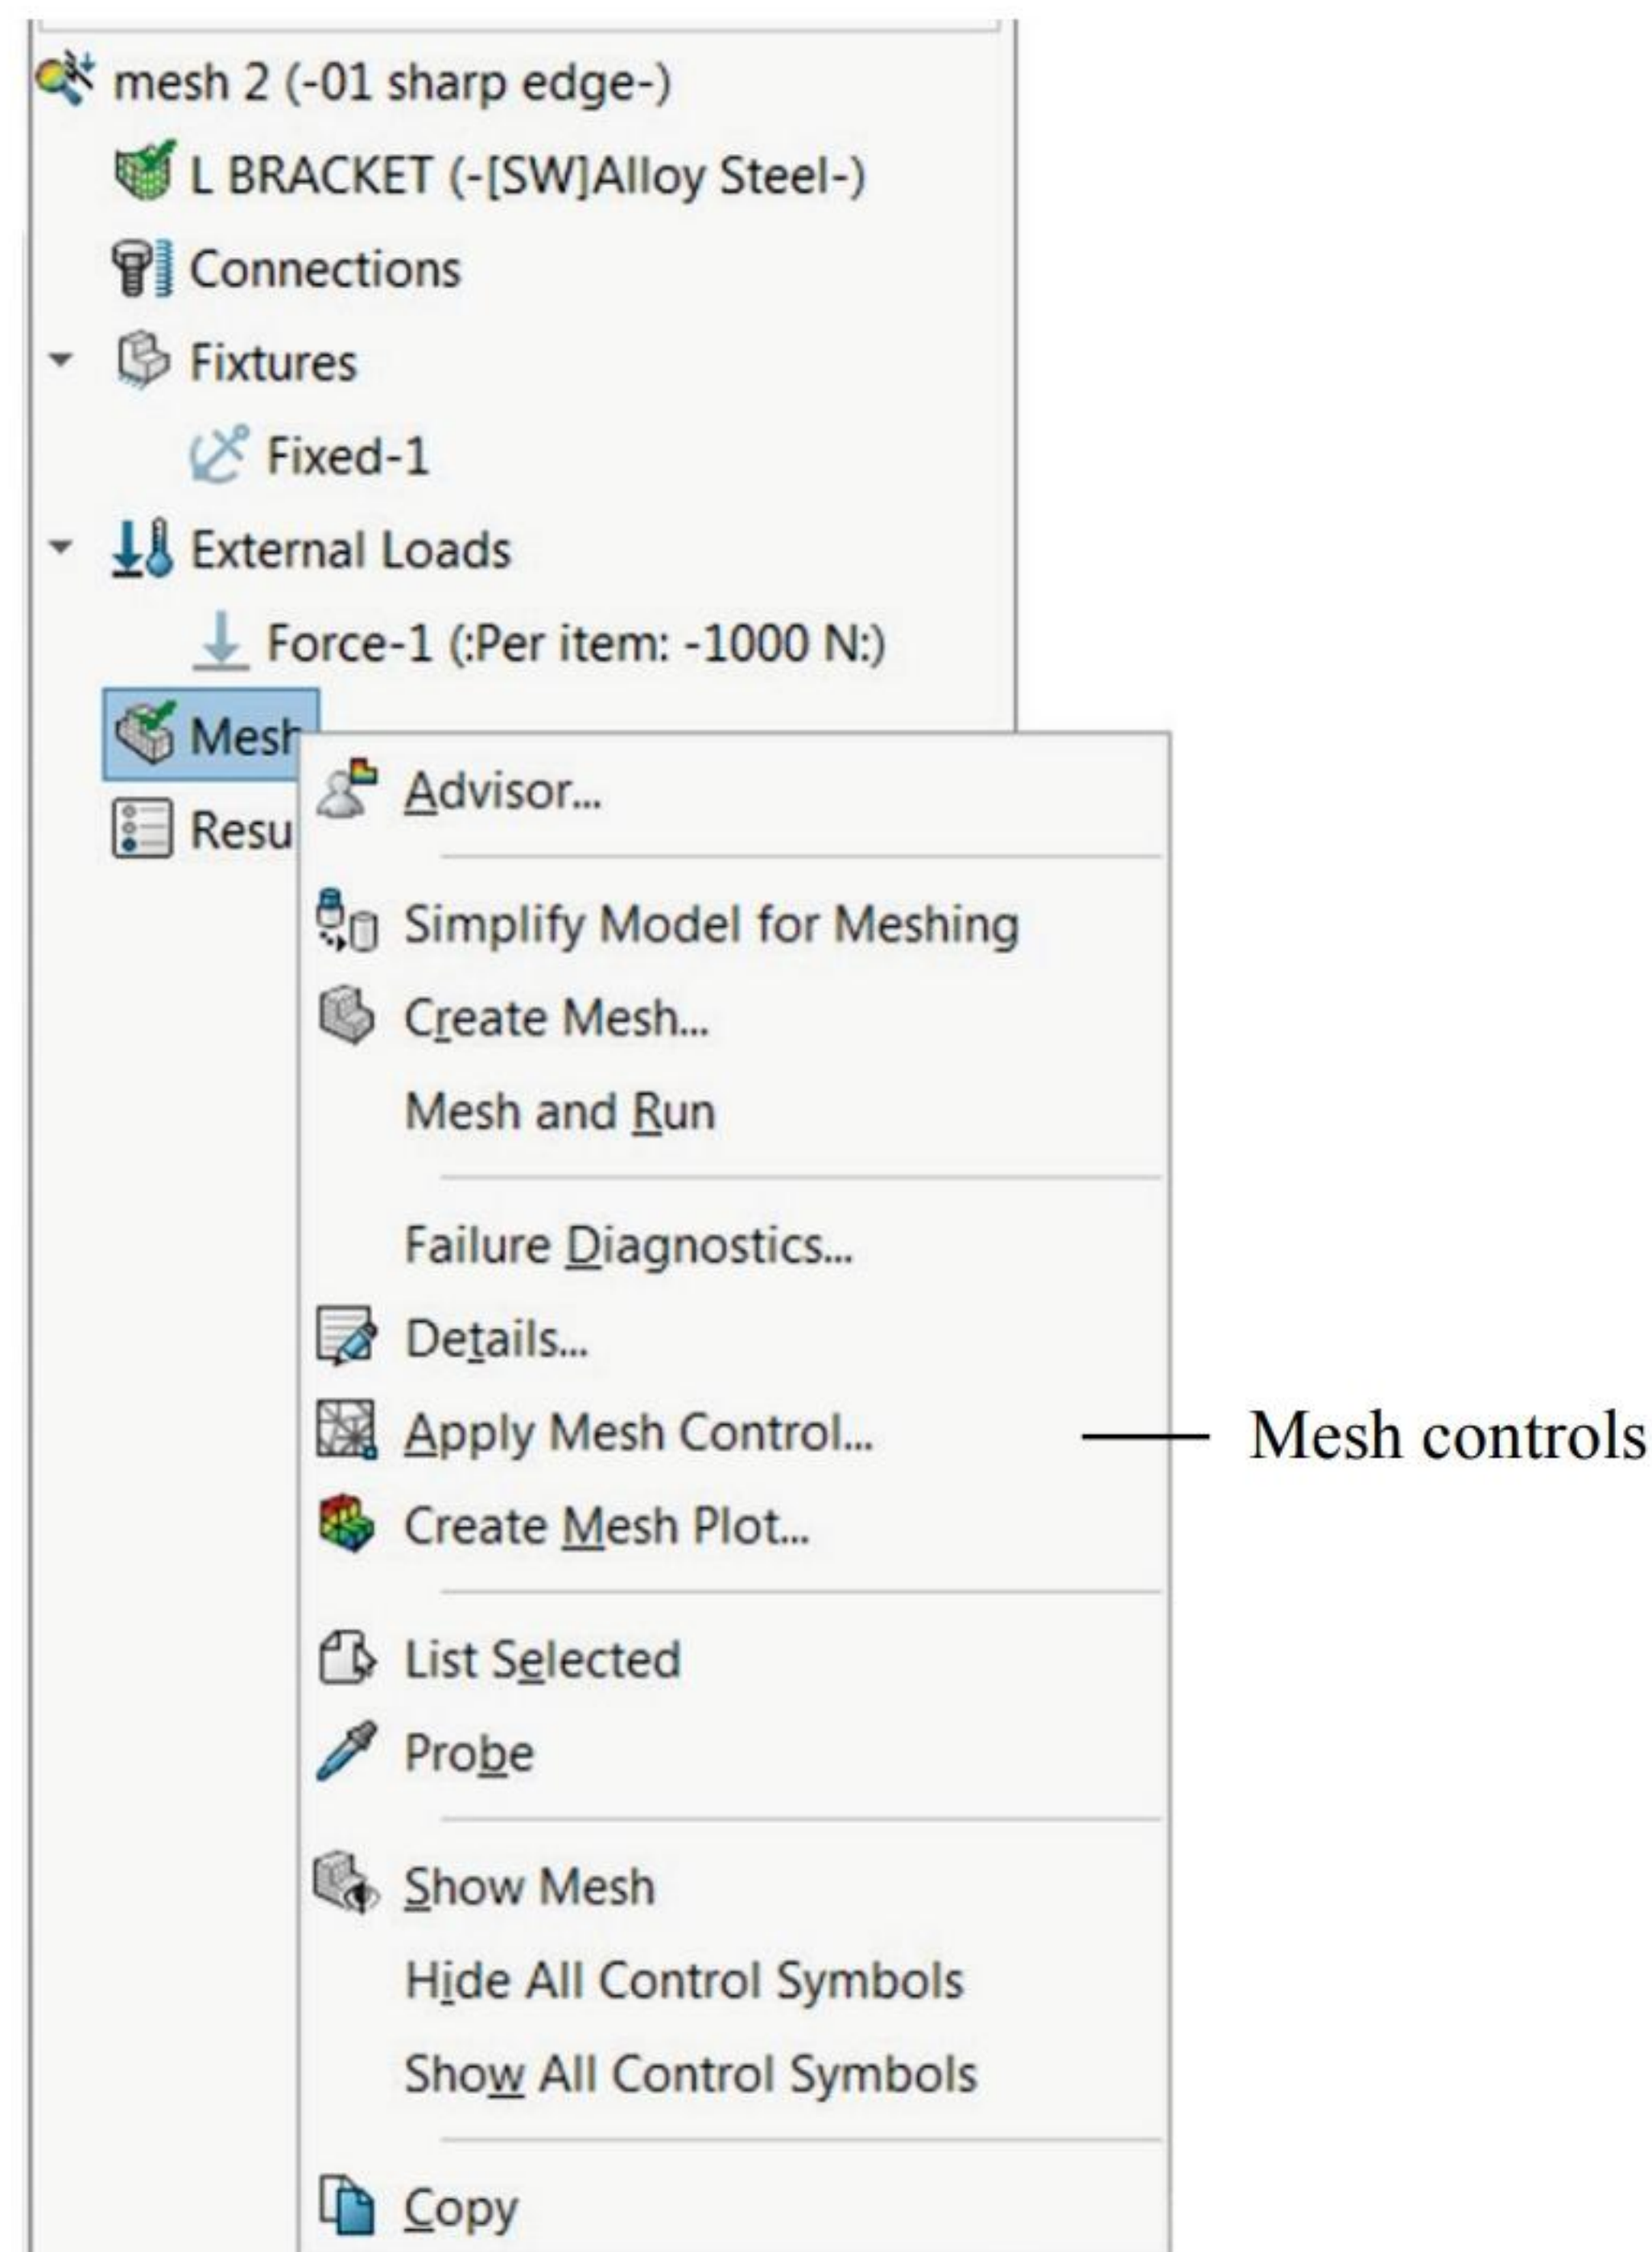 mesh 2 (-01 sharp edge-)
L BRACKET (-[SW]Alloy Steel-)
Connections
Fixtures
Fixed-1
External Loads
Force-1 (:Per item: -1000 N:)
Mesh
Resu
Advisor...
Simplify Model for Meshing
Create Mesh...
Mesh and Run
Failure Diagnostics...
Details...
Apply Mesh Control...
Mesh controls
Create Mesh Plot...
List Selected
Probe
Show Mesh
Hide All Control Symbols
Show All Control Symbols
Copy